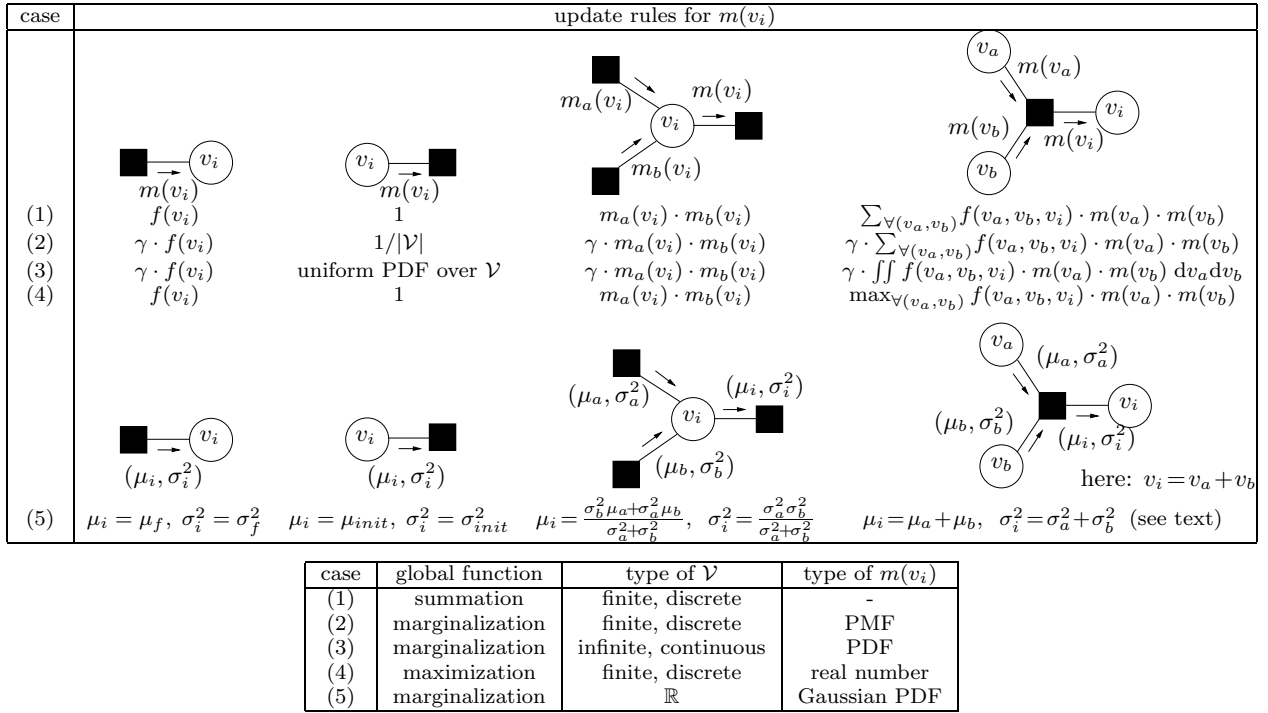 case update rules for m(v_i)
v_a
m(v_a)
m_a(v_i) m(v_i)
v_i v_i
m(v_b) m(v_i)
m_b(v_i)
v_i v_i v_b
m(v_i) m(v_i)
(1) f(v_i) 1 m_a(v_i) · m_b(v_i) ∑_{∀(v_a,v_b)} f(v_a, v_b, v_i) · m(v_a) · m(v_b)
(2) γ · f(v_i) 1/|𝒱| γ · m_a(v_i) · m_b(v_i) γ · ∑_{∀(v_a,v_b)} f(v_a, v_b, v_i) · m(v_a) · m(v_b)
(3) γ · f(v_i) uniform PDF over 𝒱 γ · m_a(v_i) · m_b(v_i) γ · ∬ f(v_a, v_b, v_i) · m(v_a) · m(v_b) dv_a dv_b
(4) f(v_i) 1 m_a(v_i) · m_b(v_i) max_{∀(v_a,v_b)} f(v_a, v_b, v_i) · m(v_a) · m(v_b)
v_a
(μ_a, σ_a^2)
(μ_a, σ_a^2) (μ_i, σ_i^2)
v_i v_i
(μ_b, σ_b^2) (μ_i, σ_i^2)
v_i v_i
(μ_b, σ_b^2) v_b
(μ_i, σ_i^2) (μ_i, σ_i^2)
here: v_i = v_a + v_b
(5) μ_i = μ_f, σ_i^2 = σ_f^2 μ_i = μ_{init}, σ_i^2 = σ_{init}^2 μ_i = \frac{σ_b^2 μ_a + σ_a^2 μ_b}{σ_a^2 + σ_b^2}, σ_i^2 = \frac{σ_a^2 σ_b^2}{σ_a^2 + σ_b^2} μ_i = μ_a + μ_b, σ_i^2 = σ_a^2 + σ_b^2 (see text)
case global function type of 𝒱 type of m(v_i)
(1) summation finite, discrete -
(2) marginalization finite, discrete PMF
(3) marginalization infinite, continuous PDF
(4) maximization finite, discrete real number
(5) marginalization ℝ Gaussian PDF